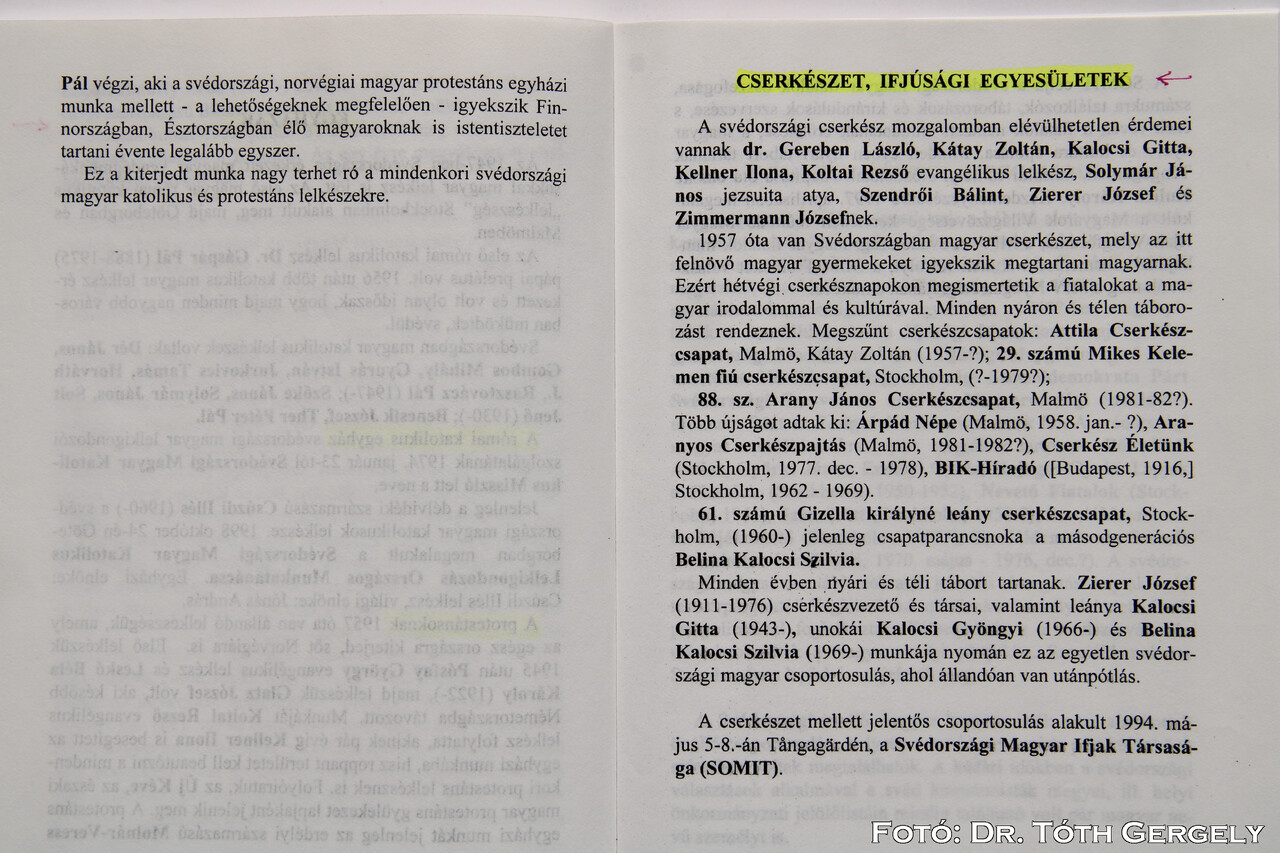 Pál végzi, aki a svédországi, norvégiai magyar protestáns egyházi
munka mellett - a lehetőségeknek megfelelően - igyekszik Fin-
norszában, Észtországban élő magyaroknak is istentiszteletet
tartani évente legalább egyszer.
Ez a kiterjedt munka nagy terhet ró a mindenkori svédországi
magyar katolikus és protestáns lelkészekre.
CSERKÉSZET, IFJÚSÁGI EGYESÜLETEK
A svédországi cserkész mozgalomban elévülhetetlen érdemei
vannak dr. Gereben László, Kátay Zoltán, Kalocsi Gitta,
Kellner Ilona, Koltai Rezső evangélikus lelkész, Solymár Já-
nos jezsuita atya, Szendrői Bálint, Zierer József és
Zimmermann Józsefnek.
1957 óta van Svédországban magyar cserkészet, mely az itt
felnövő magyar gyermekeket igyekszik megtartani magyarnak.
Ezért hétvégi cserkésznapokon megismertetik a fiatalokat a ma-
gyar irodalommal és kultúrával. Minden nyáron és télen táboro-
zást rendeznek. Megszűnt cserkészcsapatok: Attila Cserkész-
csapat, Malmö, Kátay Zoltán (1957-?); 29. számú Mikes Kele-
men fiú cserkészcsapat, Stockholm, (?-1979?);
88. sz. Arany János Cserkészcsapat, Malmö (1981-82?).
Több újságot adtak ki: Árpád Népe (Malmö, 1958. jan.- ?), Ara-
nyos Cserkészpajtás (Malmö, 1981-1982?), Cserkész Életünk
(Stockholm, 1977. dec. - 1978), BIK-Híradó ([Budapest, 1916,]
Stockholm, 1962 - 1969).
61. számú Gizella királyné leány cserkészcsapat, Stock-
holm, (1960-) jelenleg csapatparancsnoka a másodgenerációs
Belina Kalocsi Szilvia.
Minden évben nyári és téli tábort tartanak. Zierer József
(1911-1976) cserkészvezető és társai, valamint leánya Kalocsi
Gitta (1943-), unokái Kalocsi Gyöngyi (1966-) és Belina
Kalocsi Szilvia (1969-) munkája nyomán ez az egyetlen svédor-
szági magyar csoportosulás, ahol állandóan van utánpótlás.
A cserkészet mellett jelentős csoportosulás alakult 1994. má-
jus 5-8.-án Tångagärdén, a Svédországi Magyar Ifjak Társasá-
ga (SOMIT).
Fotó: Dr. Tóth Gergely